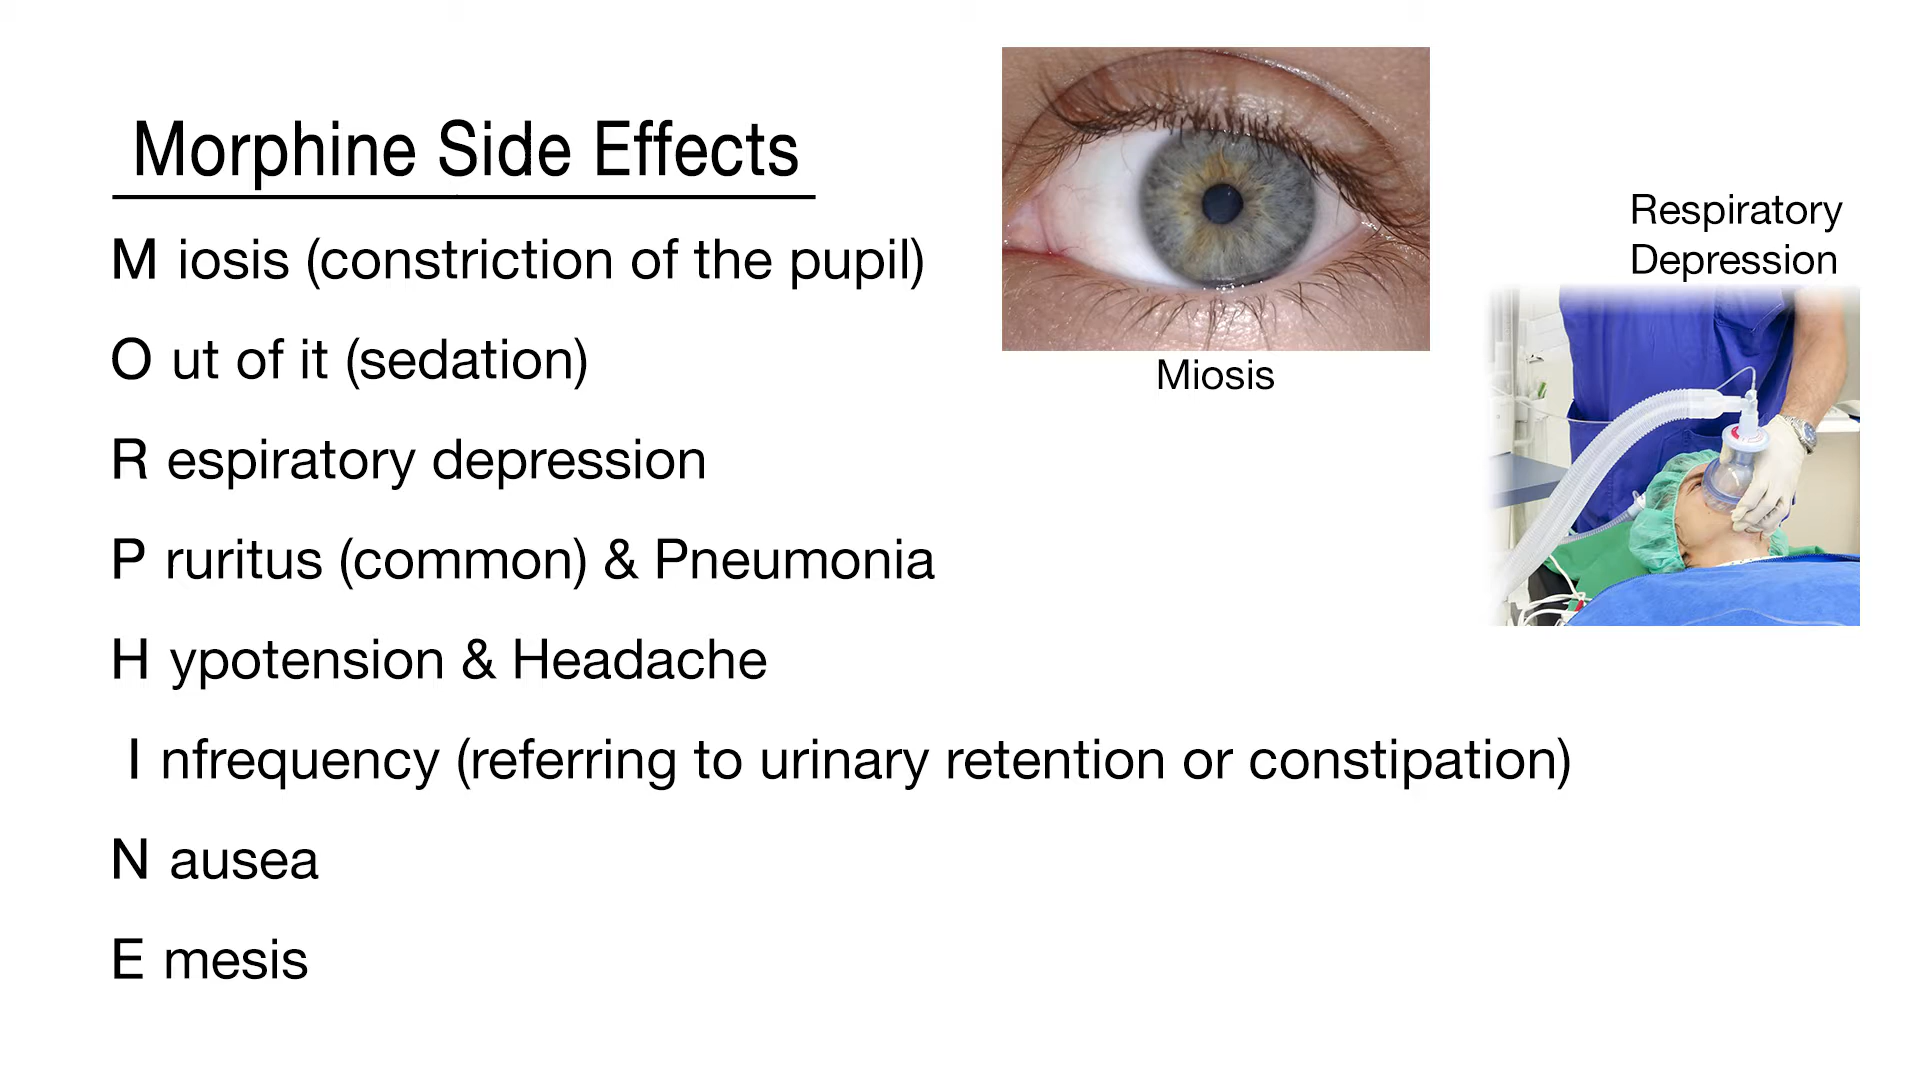 Morphine Side Effects
M iosis (constriction of the pupil)
O ut of it (sedation)
R espiratory depression
P ruritus (common) & Pneumonia
H ypotension & Headache
I nfrequency (referring to urinary retention or constipation)
N ausea
E mesis
Miosis
Respiratory
Depression